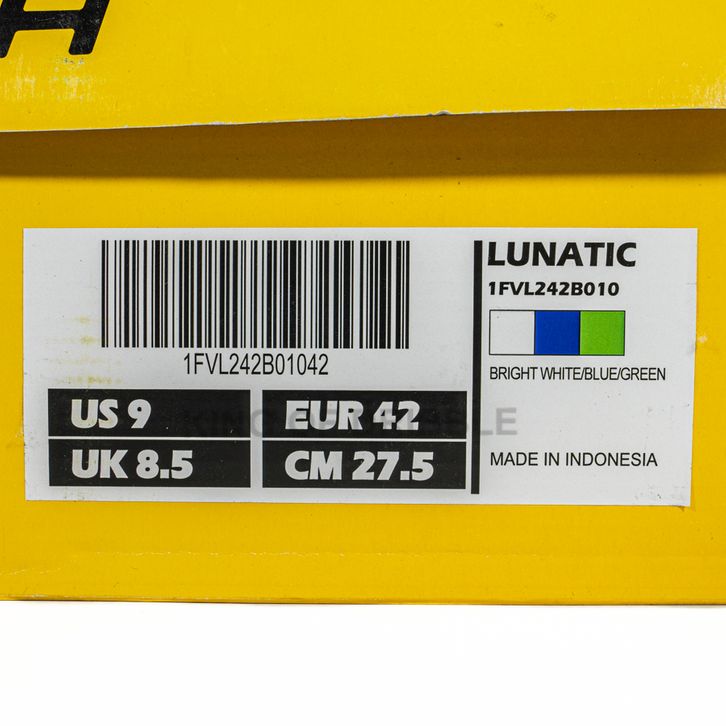 1FVL242B01042
US 9
EUR 42
UK 8.5
CM 27.5
LUNATIC
1FVL242B010
BRIGHT WHITE/BLUE/GREEN
MADE IN INDONESIA